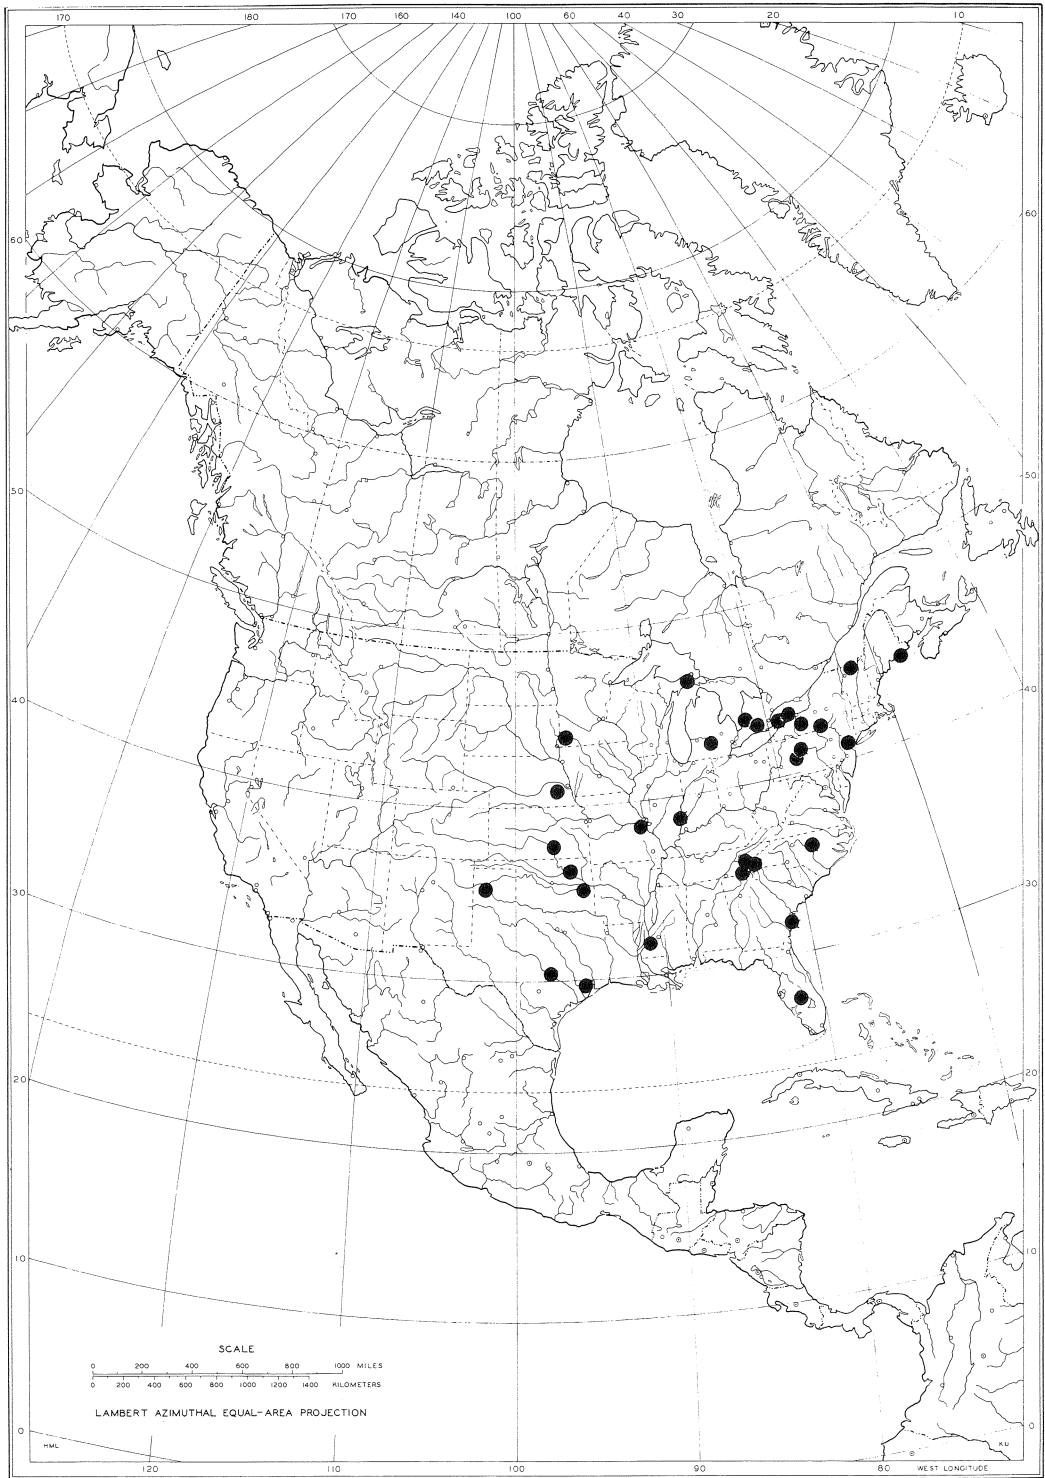 170 180 170 160 140 100 60 40 30 20 10
60 60
50 50
40 40
30 30
20 20
10 10
SCALE
0 200 400 600 800 1000 MILES
0 200 400 600 800 1000 1200 1400 KILOMETERS
LAMBERT AZIMUTHAL EQUAL-AREA PROJECTION
0 0
HML KU
120 110 100 90 80 WEST LONGITUDE